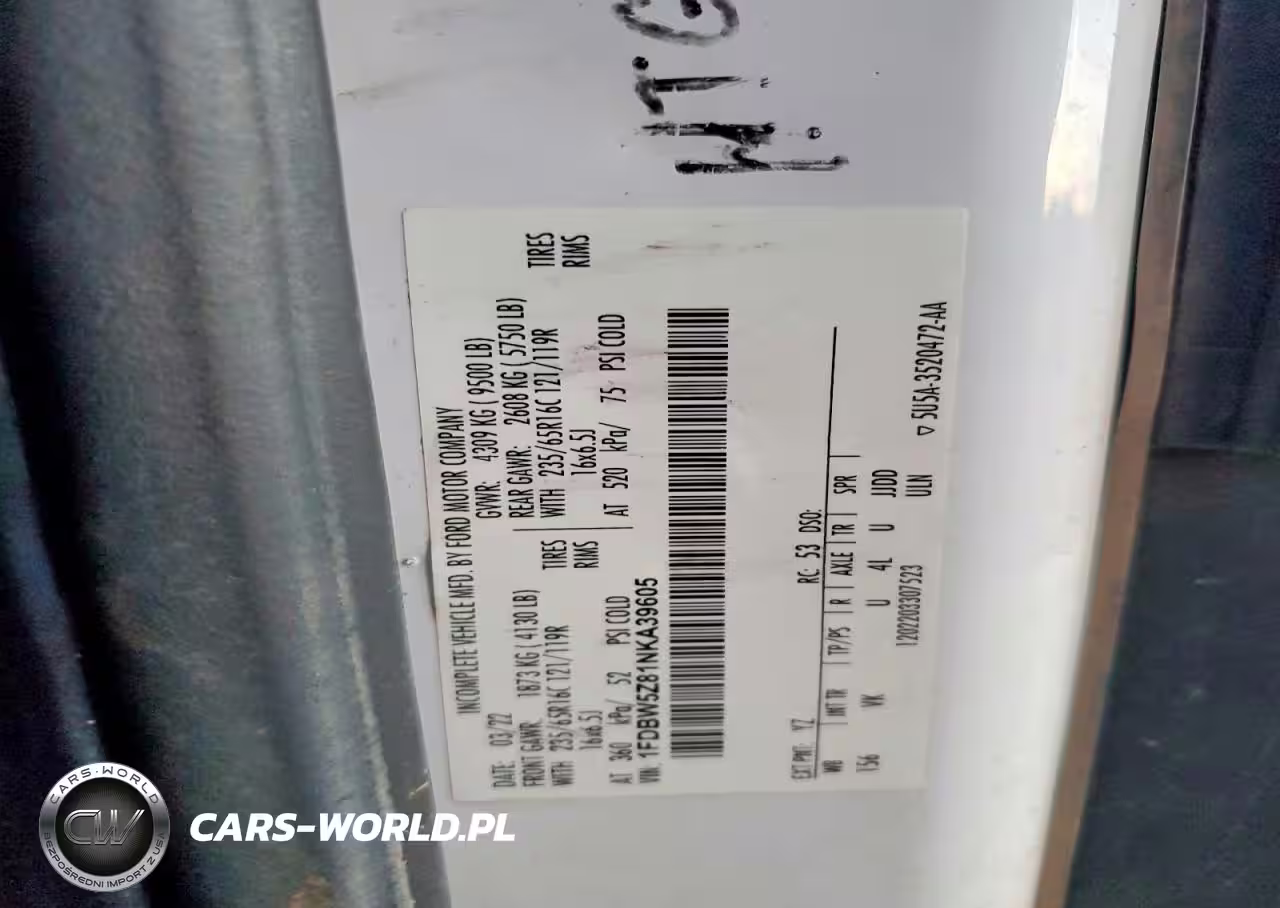 MTG
INCOMPLETE VEHICLE MFD. BY FORD MOTOR COMPANY
DATE: 03/22 GVWR: 4309 KG ( 9500 LB)
FRONT GAWR: 1873 KG ( 4130 LB) REAR GAWR: 2608 KG ( 5750 LB)
WITH 235/65R16C 121/119R TIRES WITH 235/65R16C 121/119R TIRES
16x6.5J RIMS 16x6.5J RIMS
AT 360 kPa/ 52 PSI COLD AT 520 kPa/ 75 PSI COLD
VIN: 1FDBW5Z81NKA39605
EXT PNT: YZ RC: 53 DSO:
WB INT TR TP/PS R AXLE TR SPR
156 VK U 4L U JJDD
1202203307523 ULN
▽ 5U5A-3520472-AA
CARS-WORLD
CW
BEZPOŚREDNI IMPORT Z USA
CARS-WORLD.PL